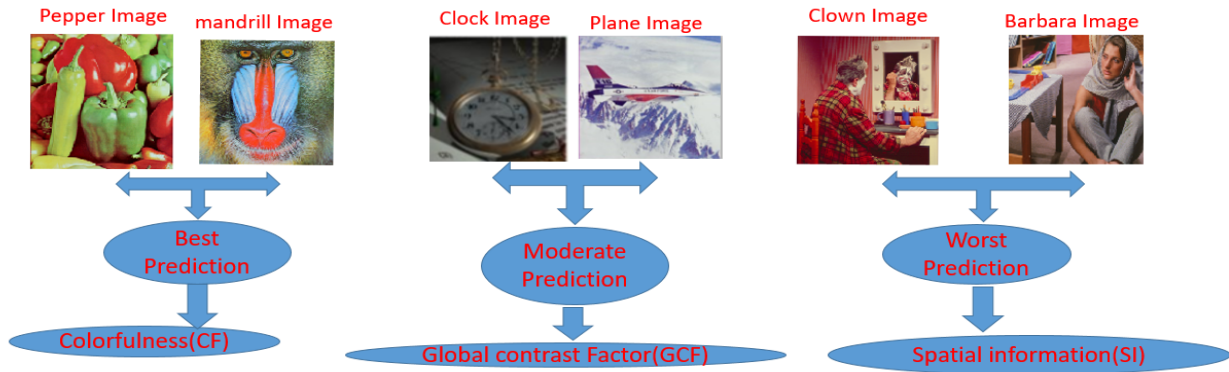 Pepper Image
mandrill Image
Clock Image
Plane Image
Clown Image
Barbara Image
Best
Prediction
Moderate
Prediction
Worst
Prediction
Colorfulness(CF)
Global contrast Factor(GCF)
Spatial information(SI)